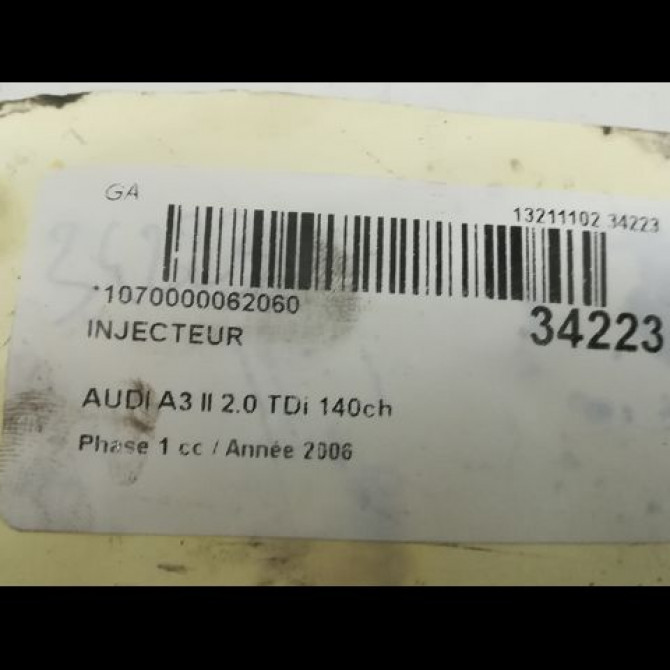 GA
13211102 34223
*1070000062060
34223
INJECTEUR
AUDI A3 II 2.0 TDi 140ch
Phase 1 cc / Année 2006